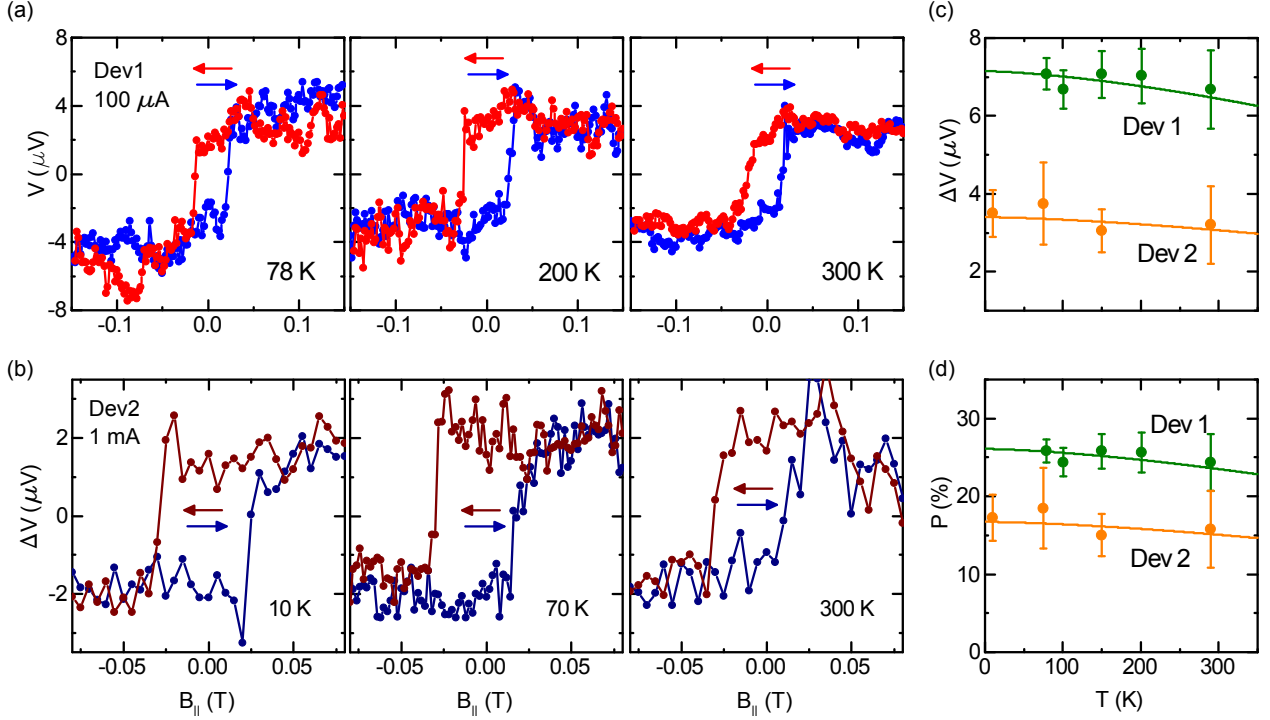 (a)
Dev1
100 μA
V (μV)
8
4
0
-4
-8
78 K
200 K
300 K
-0.1 0.0 0.1
-0.1 0.0 0.1
-0.1 0.0 0.1
(b)
Dev2
1 mA
ΔV (μV)
2
0
-2
10 K
70 K
300 K
-0.05 0.00 0.05
-0.05 0.00 0.05
-0.05 0.00 0.05
B|| (T)
B|| (T)
B|| (T)
(c)
ΔV (μV)
8
6
4
2
Dev 1
Dev 2
(d)
P (%)
30
20
10
0
Dev 1
Dev 2
0 100 200 300
T (K)